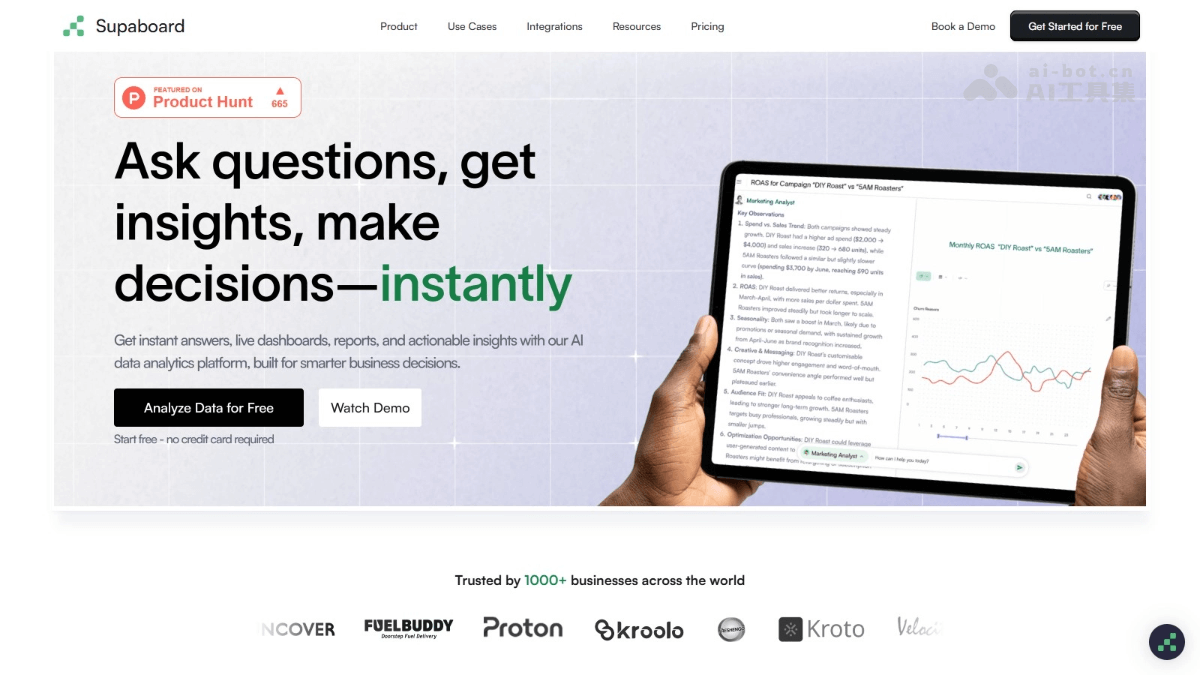 Supaboard
Product
Use Cases
Integrations
Resources
Pricing
Book a Demo
Get Started for Free
ai-bot.cn
AI工具集
FEATURED ON
Product Hunt
665
Ask questions, get
insights, make
decisions—instantly
Get instant answers, live dashboards, reports, and actionable insights with our AI
data analytics platform, built for smarter business decisions.
Analyze Data for Free
Watch Demo
Start free - no credit card required
ROAS for Campaign "DIY Roast" vs "5AM Roasters"
Marketing Analyst
Key Observations
1. Spend vs. Sales Trend: Both campaigns showed steady
growth. DIY Roast had a higher ad spend ($2,000 →
$4,000) and sales increase (320 → 680 units), while
5AM Roasters followed a similar but slightly slower
curve (spending $3,700 by June, reaching 590 units
in sales).
2. ROAS: DIY Roast delivered better returns, especially in
March-April, with more sales per dollar spent. 5AM
Roasters improved steadily but took longer to scale.
3. Seasonality: Both saw a boost in March, likely due to
promotions or seasonal demand, with sustained growth
from April-June as brand recognition increased.
4. Creative & Messaging: DIY Roast's customisable
concept drove higher engagement and word-of-mouth.
5AM Roasters' convenience angle performed well but
plateaued earlier.
5. Audience Fit: DIY Roast appeals to coffee enthusiasts,
leading to stronger long-term growth. 5AM Roasters
targets busy professionals, growing steadily but with
smaller jumps.
6. Optimisation Opportunities: DIY Roast could leverage
user-generated content to
Roasters might benefit from
Marketing Analyst
How can I help you today?
Monthly ROAS "DIY Roast" vs "5AM Roasters"
Trusted by 1000+ businesses across the world
NCOVER
FUELBUDDY
Doorstep Fuel Delivery
Proton
kroolo
Kroto
Veloci